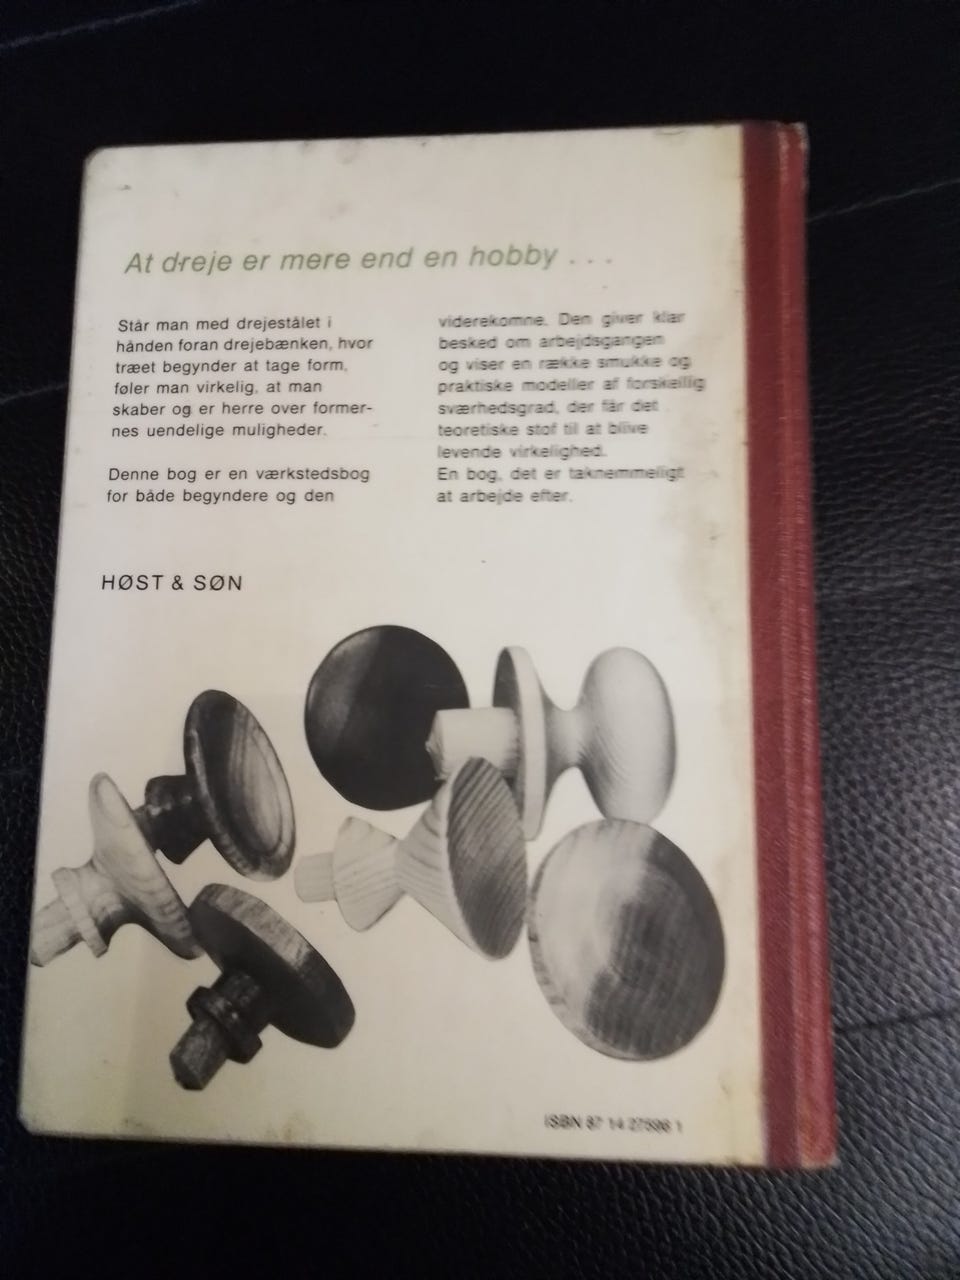 At dreje er mere end en hobby . . .
Står man med drejestålet i
hånden foran drejebænken, hvor
træet begynder at tage form,
føler man virkelig, at man
skaber og er herre over former-
nes uendelige muligheder.
Denne bog er en værkstedsbog
for både begyndere og den
viderekomne. Den giver klar
besked om arbejdsgangen
og viser en række smukke og
praktiske modeller af forskellig
sværhedsgrad, der får det
teoretiske stof til at blive
levende virkelighed.
En bog, det er taknemmeligt
at arbejde efter.
HØST & SØN
ISBN 87 14 27596 1